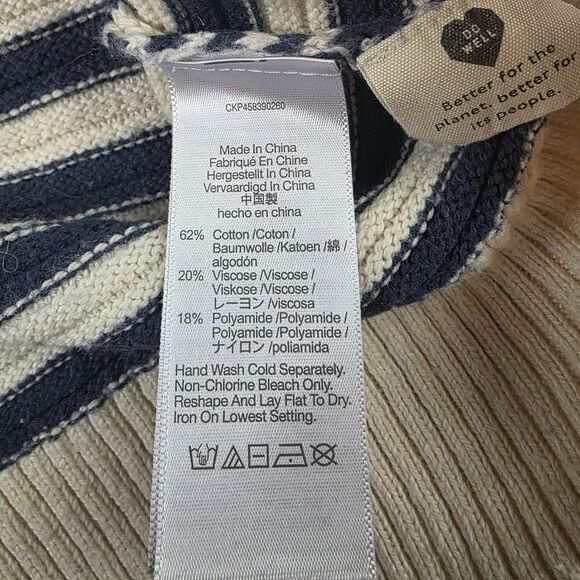 DO
WELL
Better for the
planet, better for
its people.
CKP458390260
Made In China
Fabriqué En Chine
Hergestellt In China
Vervaardigd In China
中国製
hecho en china
62% Cotton /Coton /
Baumwolle /Katoen /綿 /
algodón
20% Viscose /Viscose /
Viskose /Viscose /
レーヨン /viscosa
18% Polyamide /Polyamide /
Polyamide /Polyamide /
ナイロン /poliamida
Hand Wash Cold Separately.
Non-Chlorine Bleach Only.
Reshape And Lay Flat To Dry.
Iron On Lowest Setting.